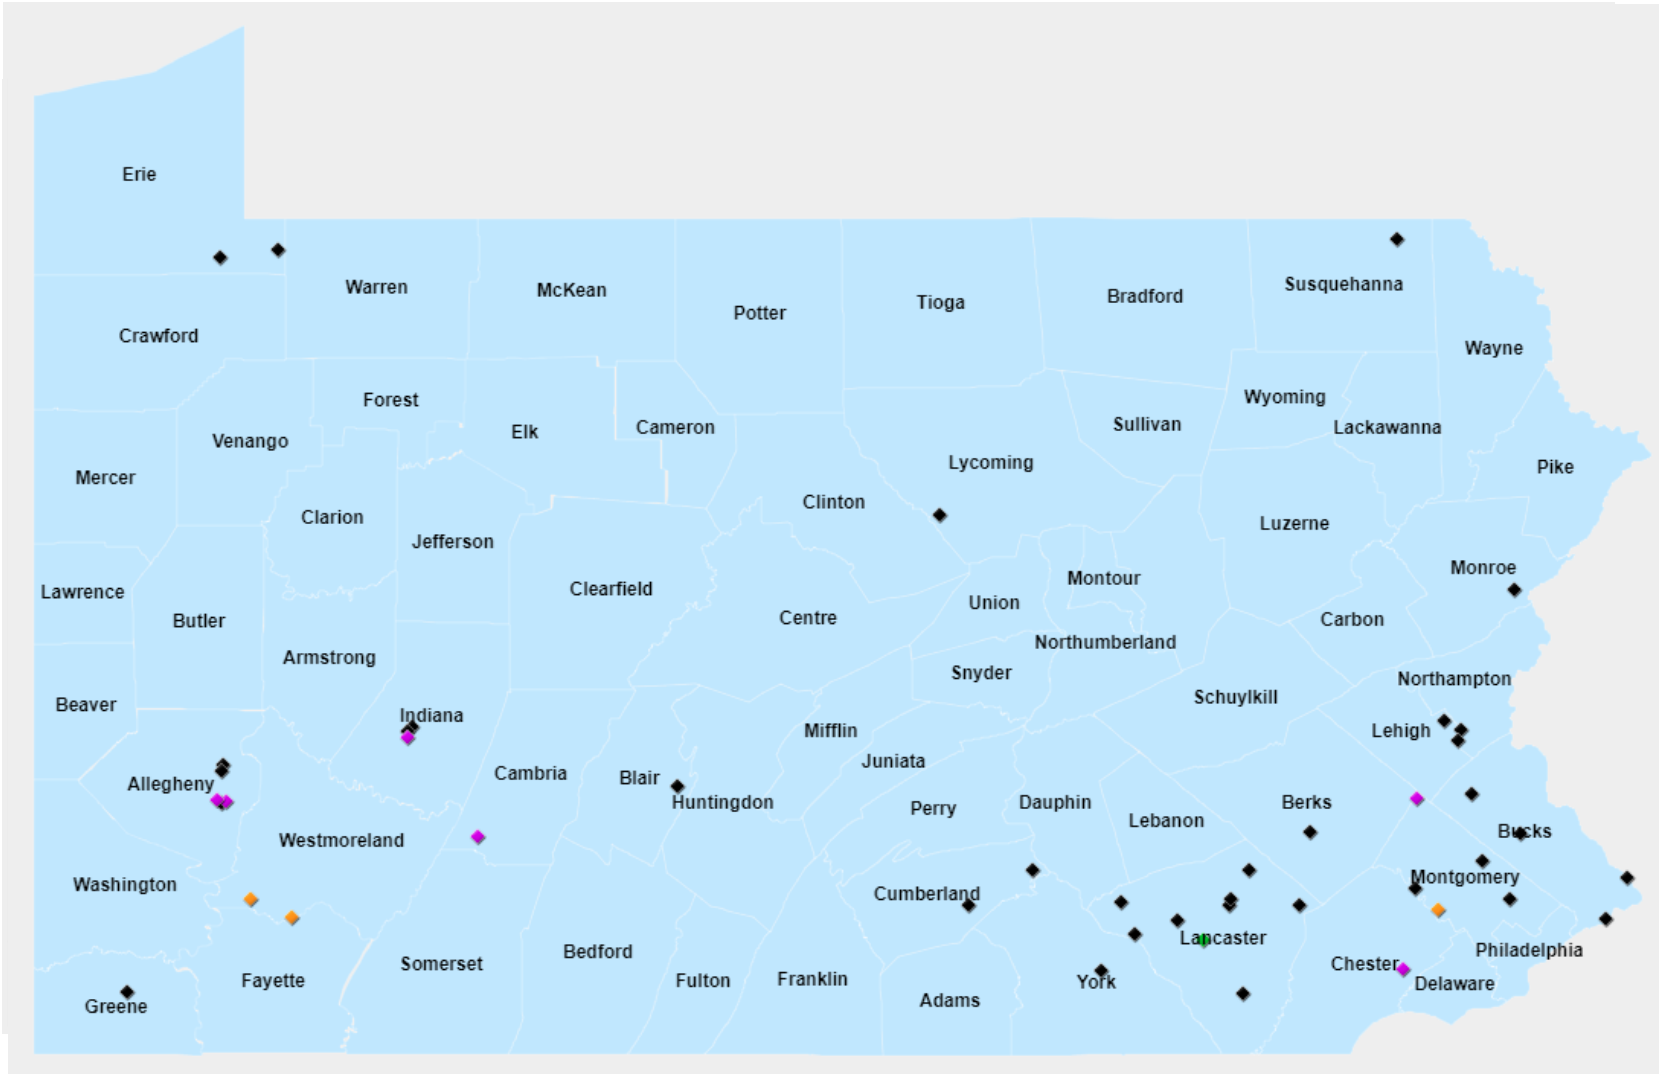 Erie
Warren
McKean
Potter
Tioga
Bradford
Susquehanna
Crawford
Wayne
Forest
Venango
Elk
Cameron
Sullivan
Wyoming
Lackawanna
Mercer
Lycoming
Pike
Clarion
Clinton
Jefferson
Luzerne
Lawrence
Butler
Clearfield
Centre
Union
Montour
Monroe
Carbon
Armstrong
Northumberland
Snyder
Northampton
Beaver
Indiana
Schuylkill
Lehigh
Mifflin
Juniata
Allegheny
Cambria
Blair
Huntingdon
Perry
Dauphin
Lebanon
Berks
Bucks
Westmoreland
Washington
Cumberland
Montgomery
Lancaster
Philadelphia
Bedford
Somerset
Fayette
Fulton
Franklin
York
Chester
Delaware
Greene
Adams